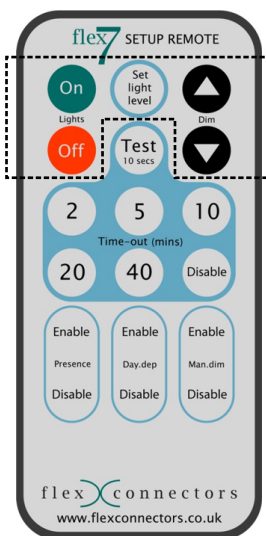 flex7 SETUP REMOTE
On
Set
light
level
Lights
Dim
Off
Test
10 secs
2 5 10
Time-out (mins)
20 40 Disable
Enable Enable Enable
Presence Day.dep Man.dim
Disable Disable Disable
flex connectors
www.flexconnectors.co.uk